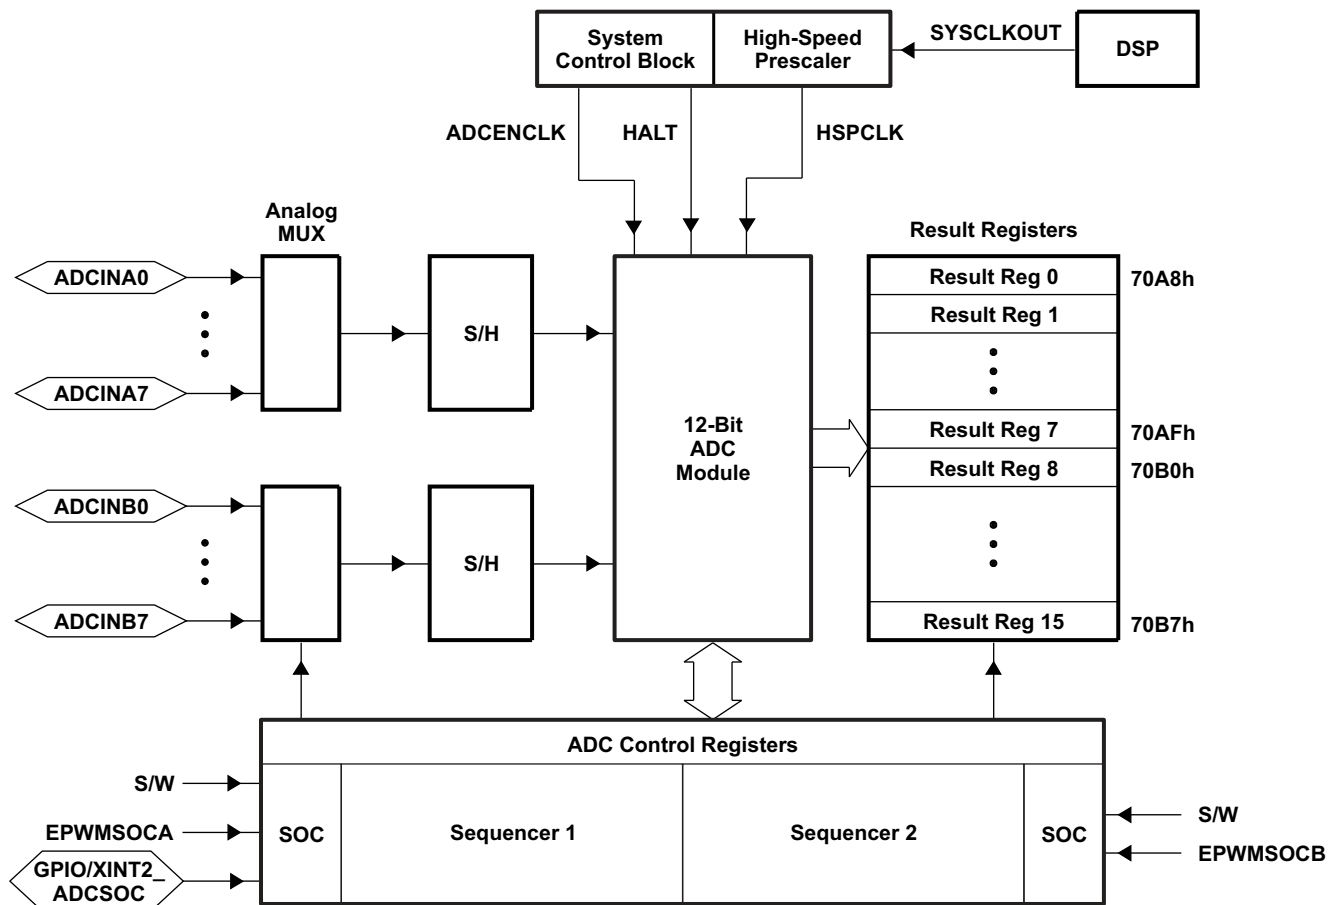 System
Control Block
High-Speed
Prescaler
SYSCLKOUT
DSP
ADCENCLK
HALT
HSPCLK
Analog
MUX
Result Registers
ADCINA0
ADCINA7
S/H
12-Bit
ADC
Module
Result Reg 0
70A8h
Result Reg 1
Result Reg 7
70AFh
Result Reg 8
70B0h
Result Reg 15
70B7h
ADCINB0
ADCINB7
S/H
ADC Control Registers
S/W
EPWMSOCA
GPIO/XINT2_
ADCSOC
SOC
Sequencer 1
Sequencer 2
SOC
S/W
EPWMSOCB